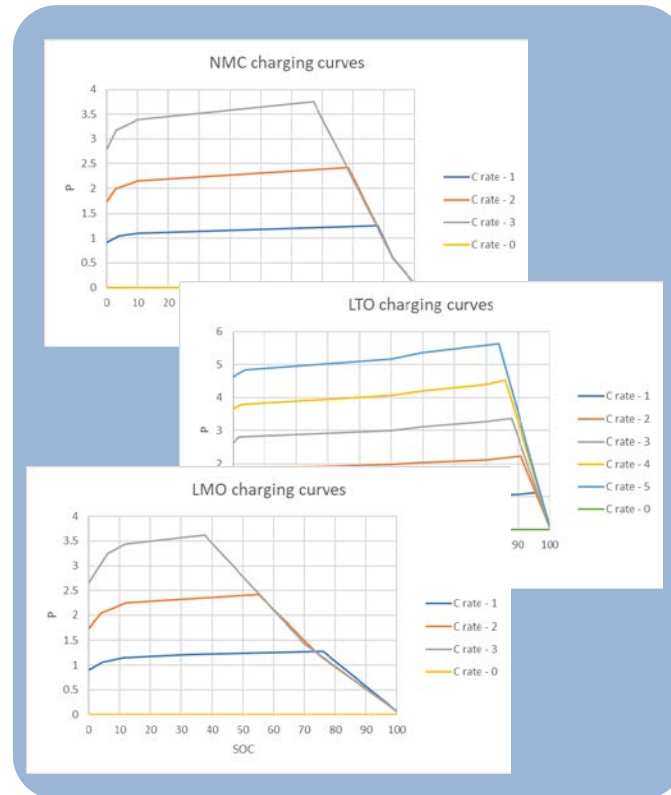 NMC charging curves
4
3.5
3
2.5
2
1.5
1
0.5
0
P
0 10 20
C rate - 1
C rate - 2
C rate - 3
C rate - 0
LTO charging curves
6
5
4
3
2
P
90 100
C rate - 1
C rate - 2
C rate - 3
C rate - 4
C rate - 5
C rate - 0
LMO charging curves
4
3.5
3
2.5
2
1.5
1
0.5
0
P
0 10 20 30 40 50 60 70 80 90 100
SOC
C rate - 1
C rate - 2
C rate - 3
C rate - 0